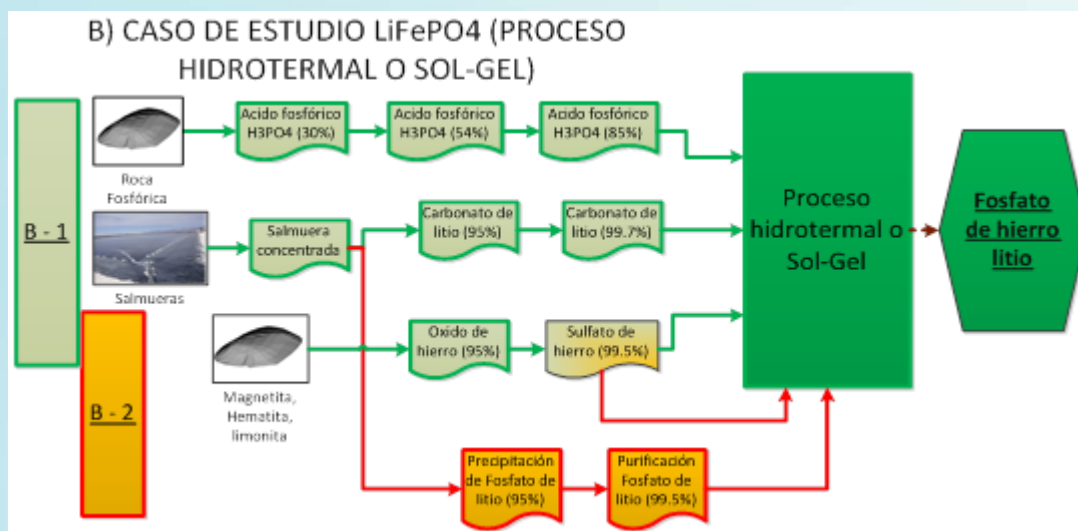 B) CASO DE ESTUDIO LiFePO4 (PROCESO
HIDROTERMAL O SOL-GEL)
B - 1
Roca
Fosfórica
Acido fosfórico
H3PO4 (30%)
Acido fosfórico
H3PO4 (54%)
Acido fosfórico
H3PO4 (85%)
Salmueras
Salmuera
concentrada
Carbonato de
litio (95%)
Carbonato de
litio (99.7%)
Proceso
hidrotermal o
Sol-Gel
Fosfato
de hierro
litio
B - 2
Magnetita,
Hematita,
limonita
Oxido de
hierro (95%)
Sulfato de
hierro (99.5%)
Precipitación
de Fosfato de
litio (95%)
Purificación
Fosfato de
litio (99.5%)